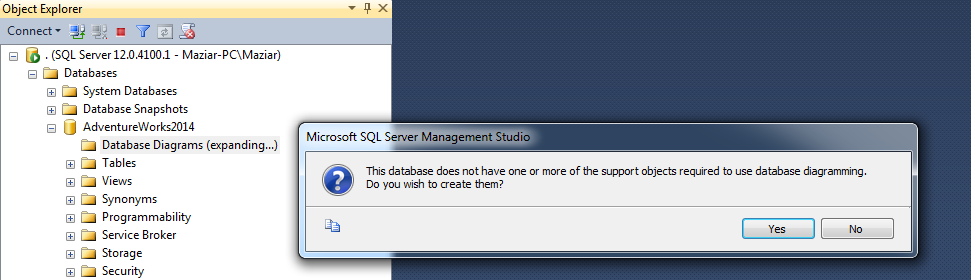 Object Explorer
Connect
. (SQL Server 12.0.4100.1 - Maziar-PC\Maziar)
Databases
System Databases
Database Snapshots
AdventureWorks2014
Database Diagrams (expanding...)
Tables
Views
Synonyms
Programmability
Service Broker
Storage
Security
Microsoft SQL Server Management Studio
This database does not have one or more of the support objects required to use database diagramming.
Do you wish to create them?
Yes
No